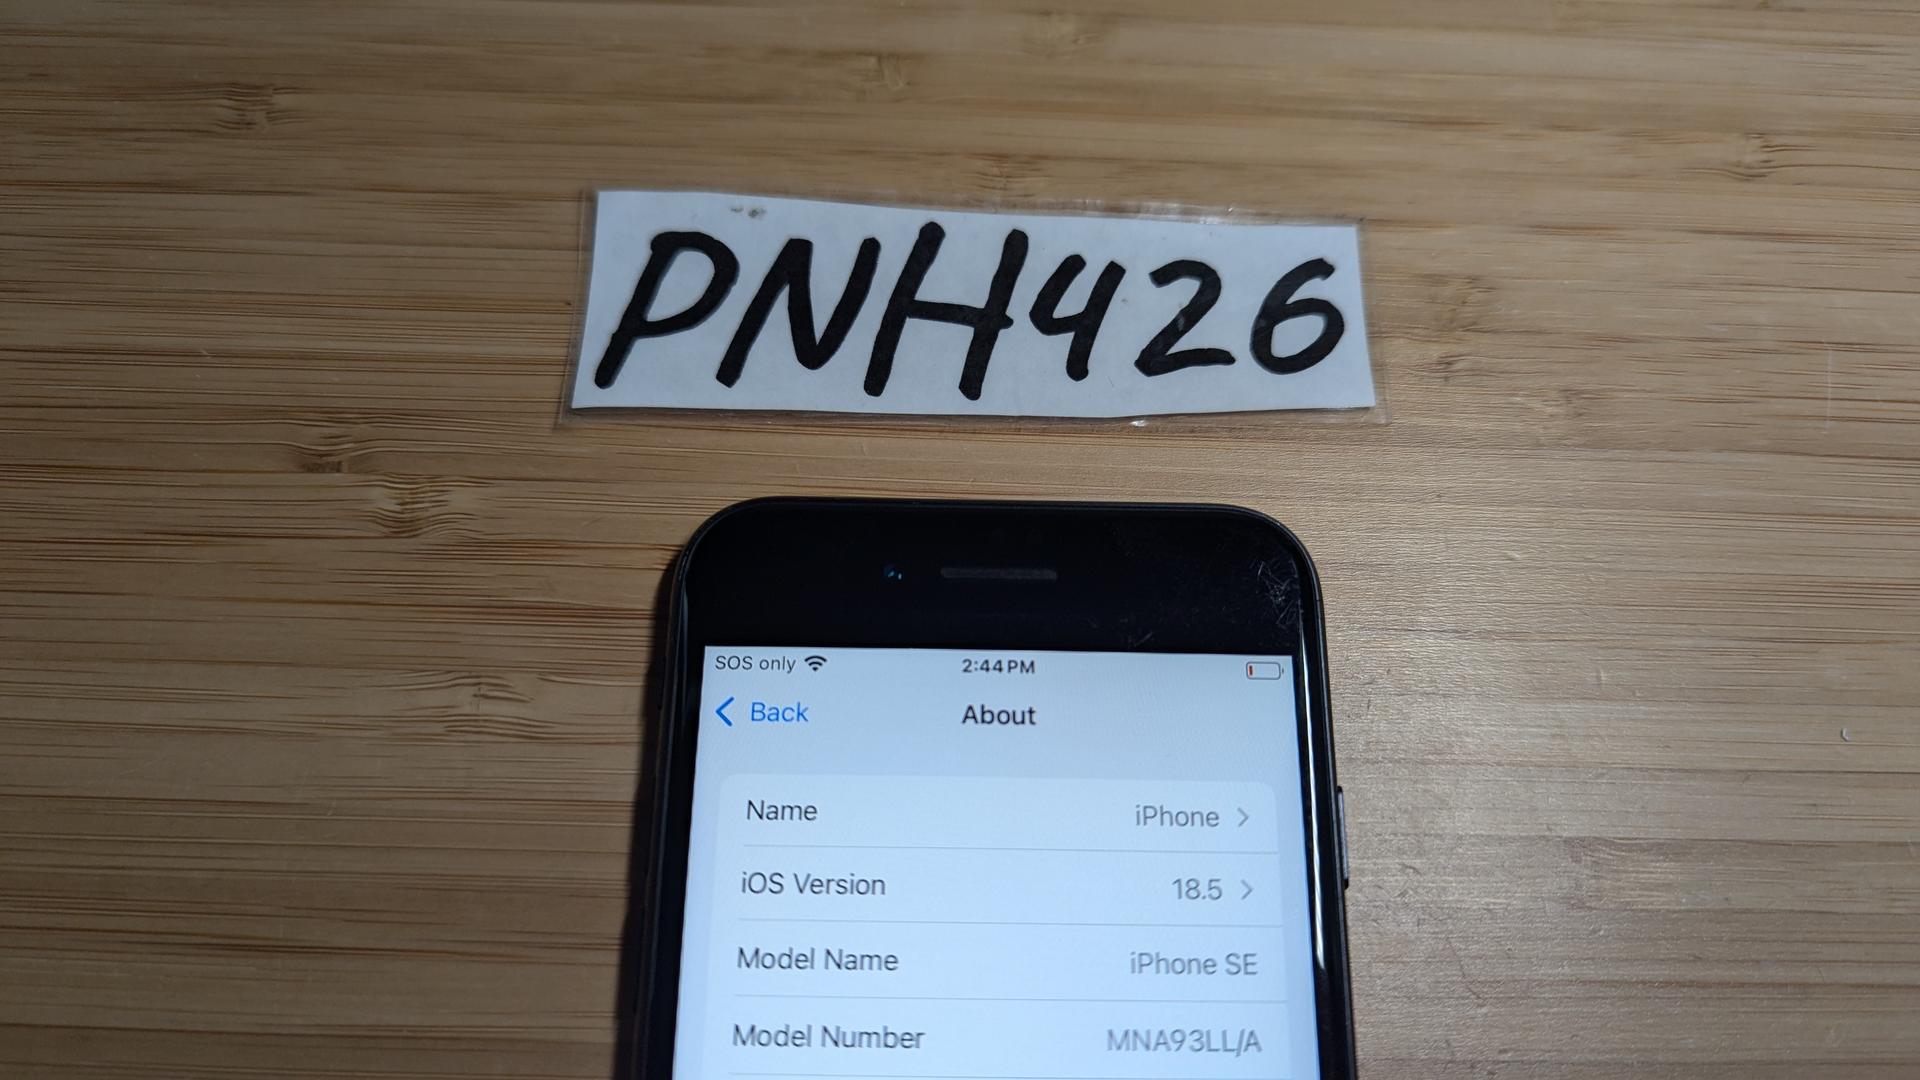 PNH426
SOS only 2:44 PM
Back About
Name iPhone
iOS Version 18.5
Model Name iPhone SE
Model Number MNA93LL/A